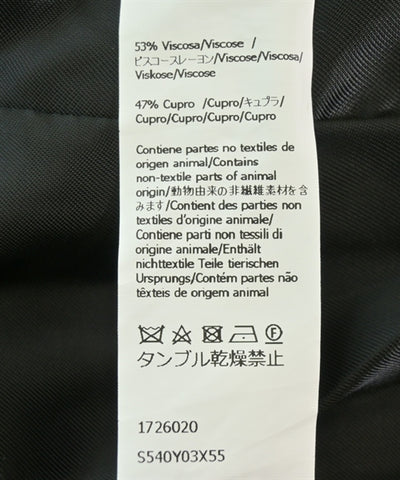 53% Viscosa/Viscose /
ビスコースレーヨン/Viscose/Viscosa/
Viskose/Viscose
47% Cupro /Cupro/キュプラ/
Cupro/Cupro/Cupro/Cupro
Contiene partes no textiles de
origen animal/Contains
non-textile parts of animal
origin/動物由来の非繊維素材を含
みます/Contient des parties non
textiles d'origine animale/
Contiene parti non tessili di
origine animale/Enthält
nichttextile Teile tierischen
Ursprungs/Contém partes não
têxteis de origem animal
F
タンブル乾燥禁止
1726020
S540Y03X55